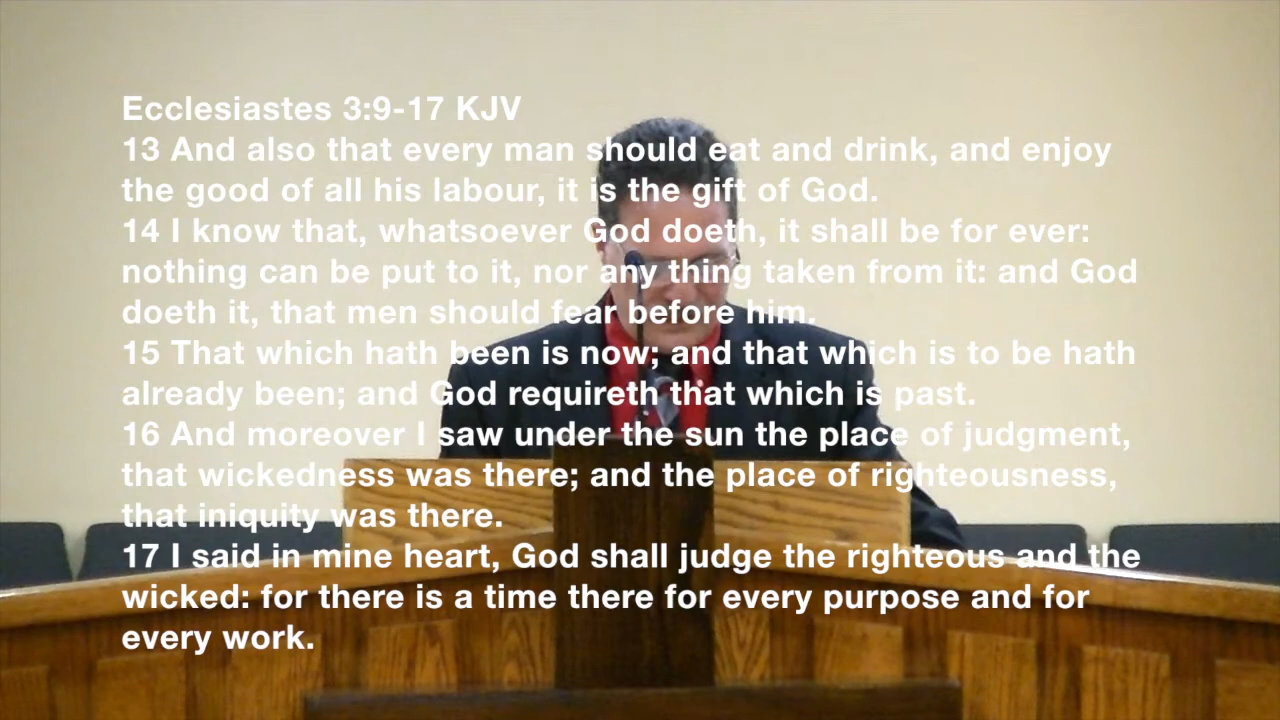 Ecclesiastes 3:9-17 KJV
13 And also that every man should eat and drink, and enjoy
the good of all his labour, it is the gift of God.
14 I know that, whatsoever God doeth, it shall be for ever:
nothing can be put to it, nor any thing taken from it: and God
doeth it, that men should fear before him.
15 That which hath been is now; and that which is to be hath
already been; and God requireth that which is past.
16 And moreover I saw under the sun the place of judgment,
that wickedness was there; and the place of righteousness,
that iniquity was there.
17 I said in mine heart, God shall judge the righteous and the
wicked: for there is a time there for every purpose and for
every work.